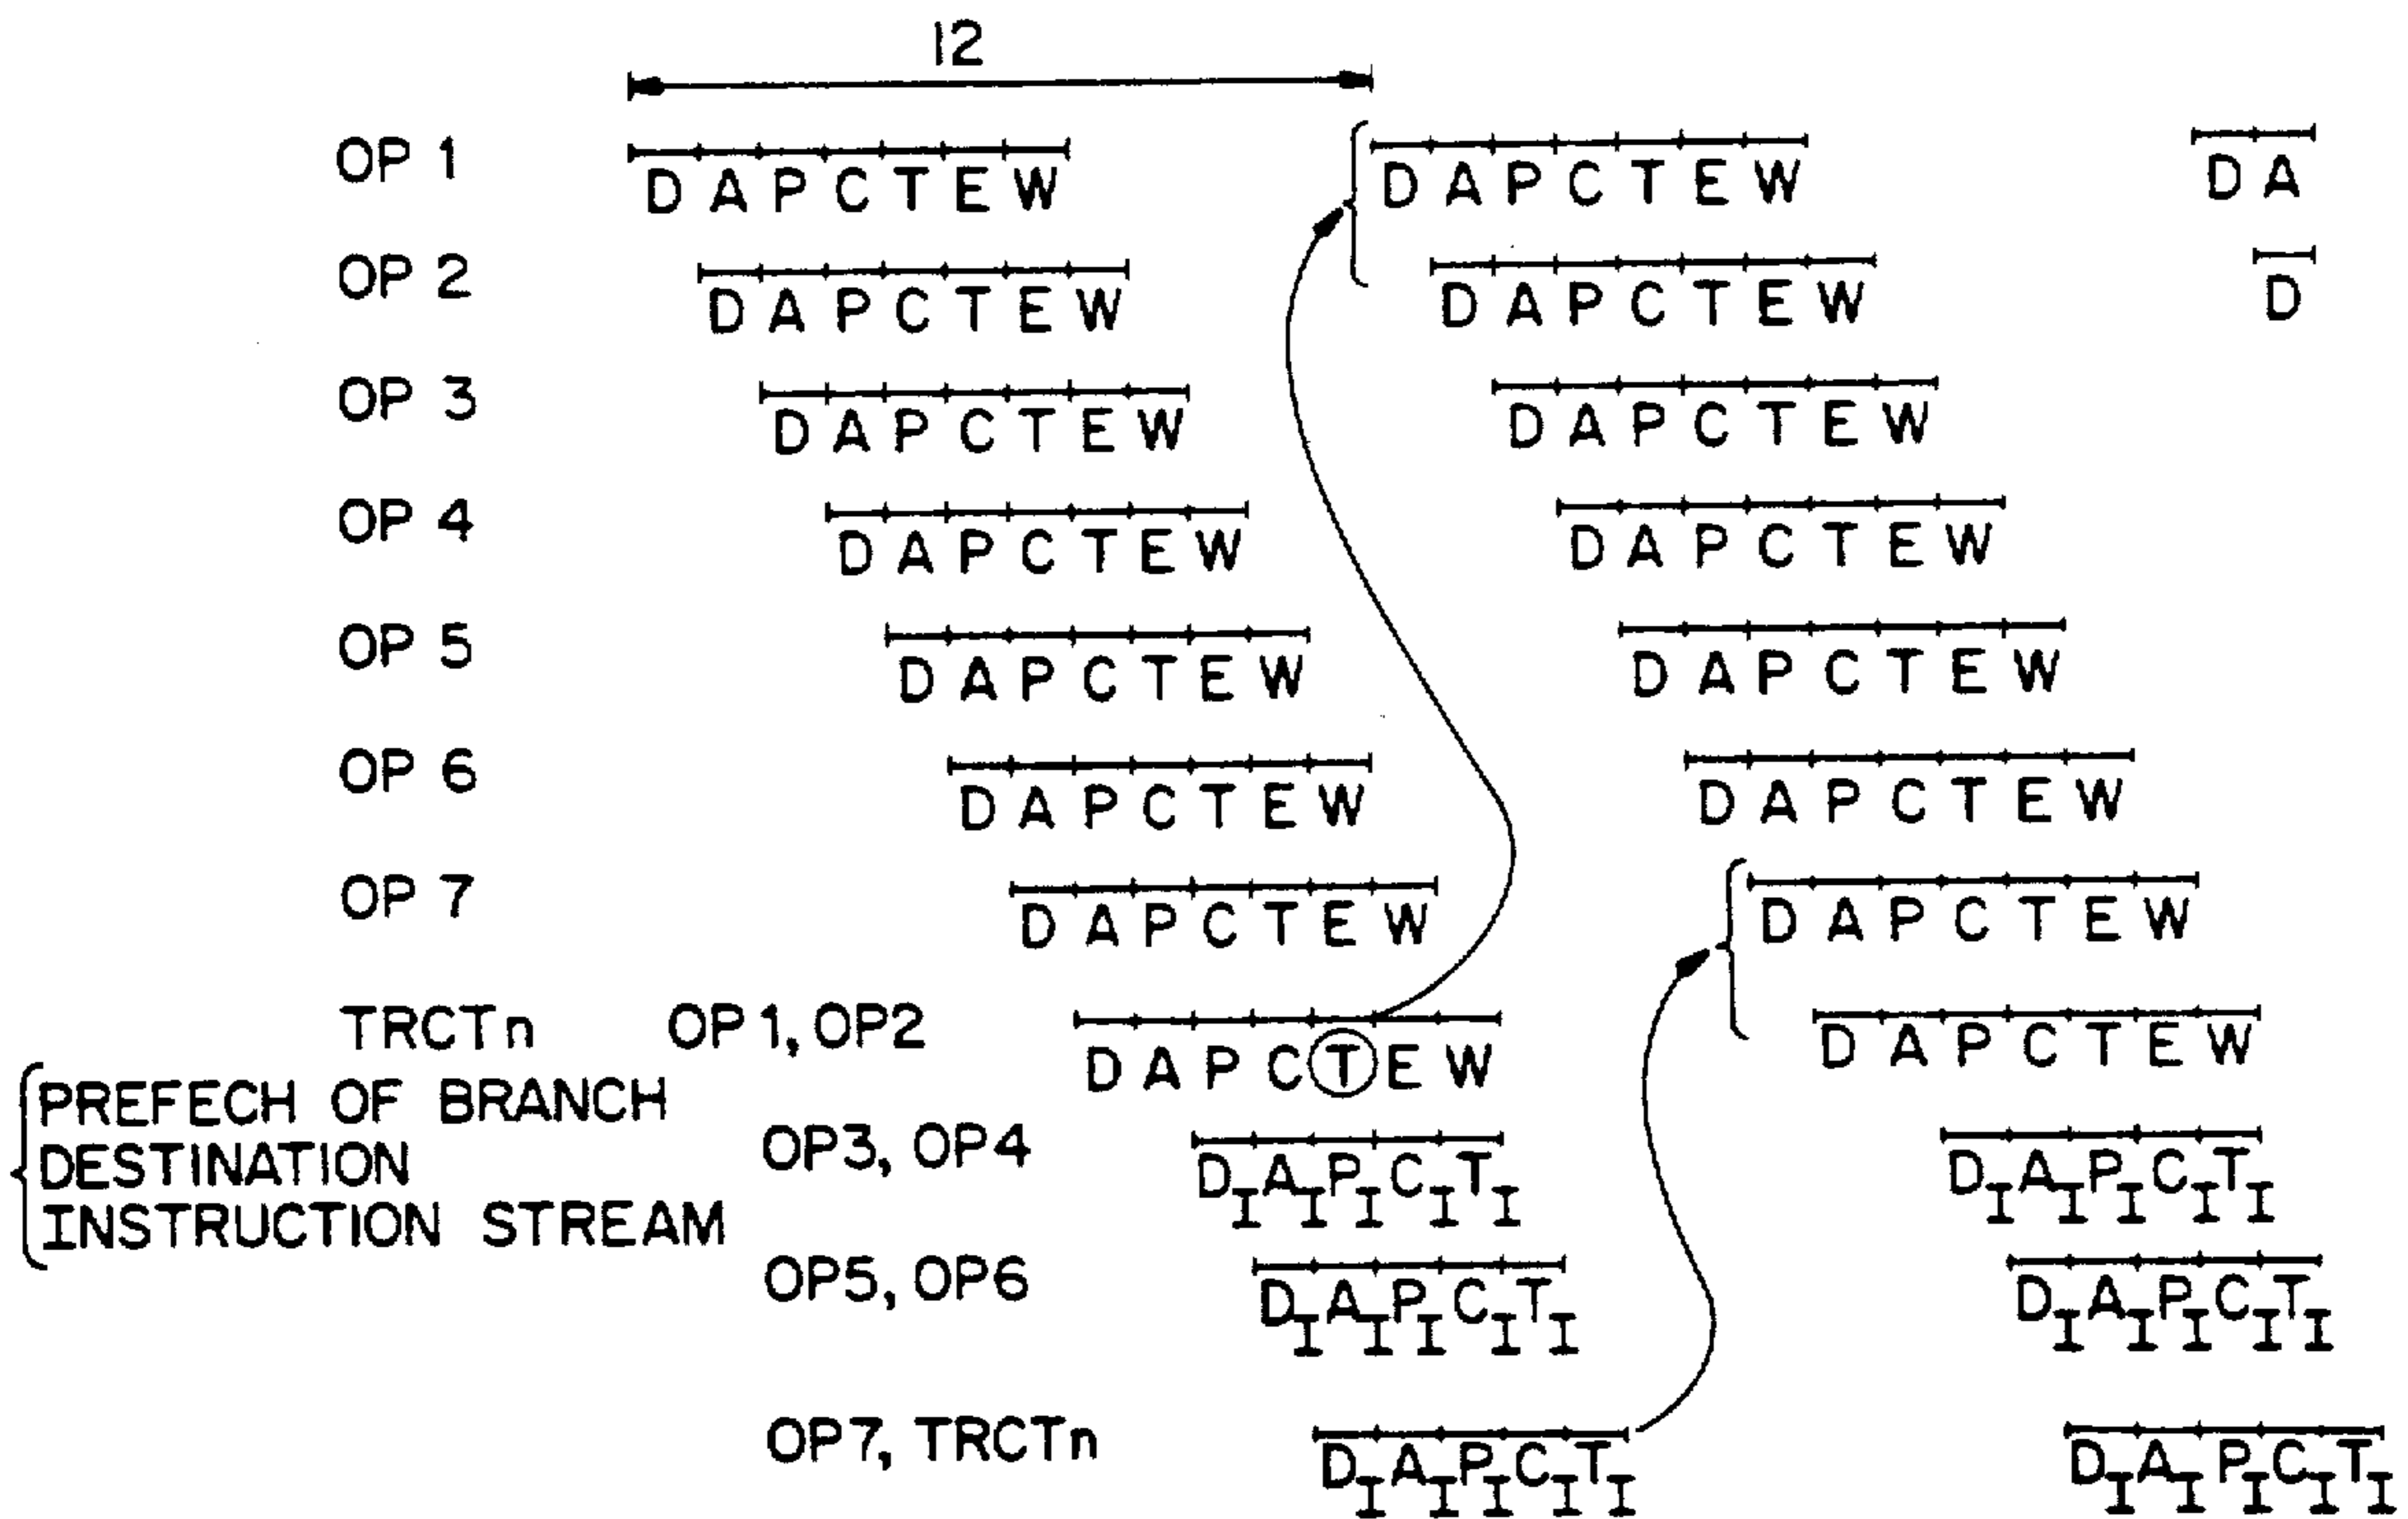 12
OP 1 DAPCTEW DAPCTEW DA
OP 2 DAPCTEW DAPCTEW D
OP 3 DAPCTEW DAPCTEW
OP 4 DAPCTEW DAPCTEW
OP 5 DAPCTEW DAPCTEW
OP 6 DAPCTEW DAPCTEW
OP 7 DAPCTEW DAPCTEW
TRCTn OP1, OP2 DAPCTEW DAPCTEW
PREFECH OF BRANCH
DESTINATION
INSTRUCTION STREAM
OP3, OP4 DIAIPICITI DIAIPICITI
OP5, OP6 DIAIPICITI DIAIPICITI
OP7, TRCTn DIAIPICITI DIAIPICITI